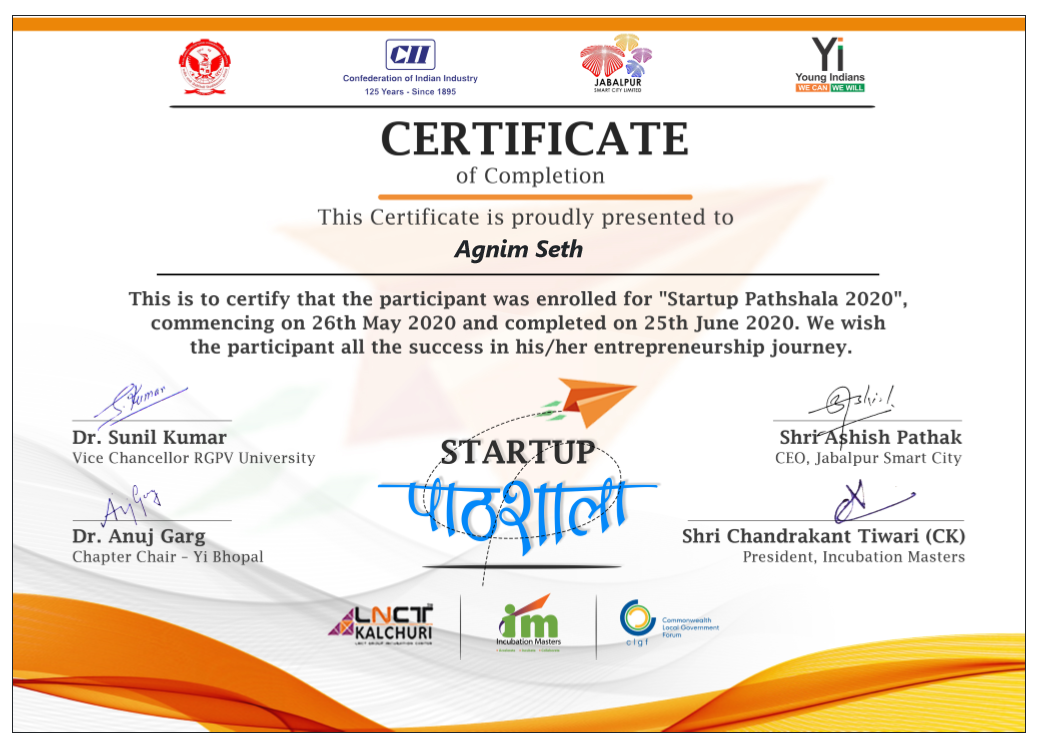 CII
Confederation of Indian Industry
125 Years - Since 1895
JABALPUR
SMART CITY LIMITED
Yi
Young Indians
WE CAN WE WILL
CERTIFICATE
of Completion
This Certificate is proudly presented to
Agnim Seth
This is to certify that the participant was enrolled for "Startup Pathshala 2020",
commencing on 26th May 2020 and completed on 25th June 2020. We wish
the participant all the success in his/her entrepreneurship journey.
S. Kumar
Dr. Sunil Kumar
Vice Chancellor RGPV University
Dr. Anuj Garg
Chapter Chair – Yi Bhopal
STARTUP
पाठशाला
Shri Ashish Pathak
CEO, Jabalpur Smart City
Shri Chandrakant Tiwari (CK)
President, Incubation Masters
LNCT
KALCHURI
LNCT GROUP INCUBATION CENTRE
im
Incubation Masters
clgf
Commonwealth
Local Government
Forum